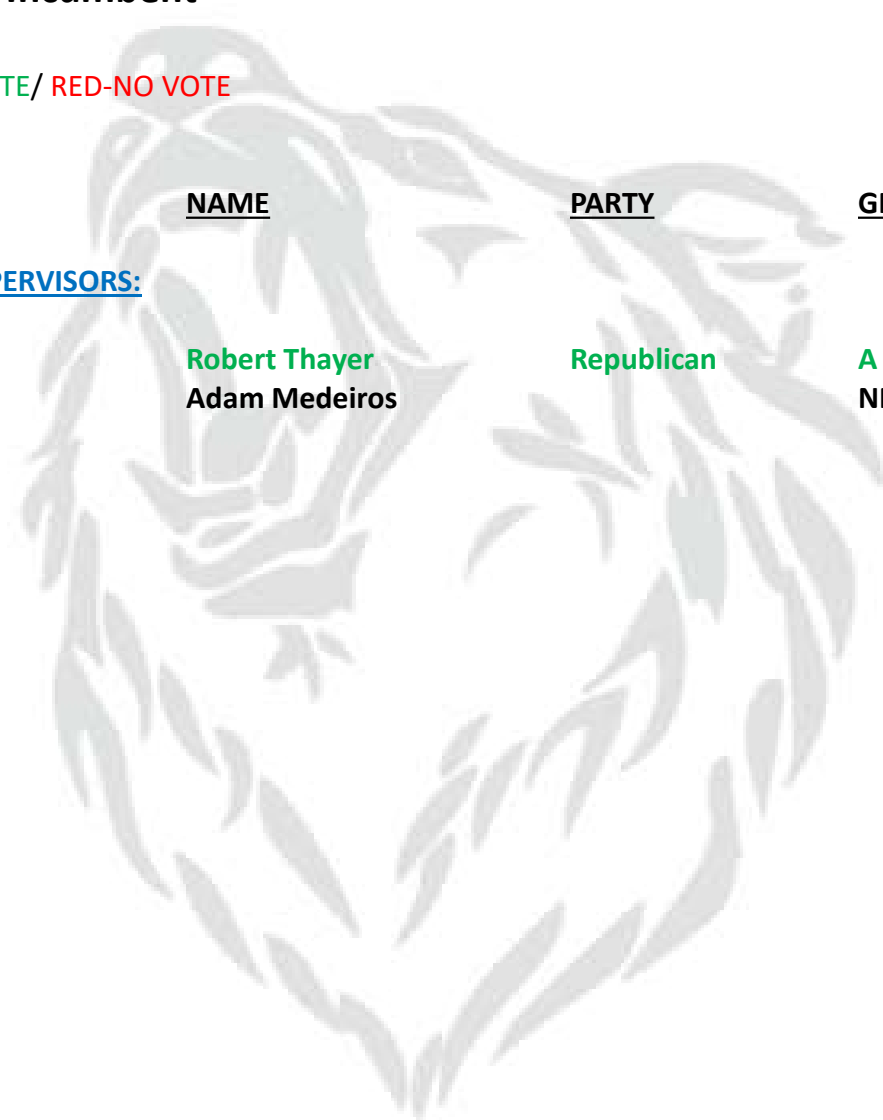 TE/ RED-NO VOTE
NAME PARTY
PERVISORS:
Robert Thayer Republican A
Adam Medeiros